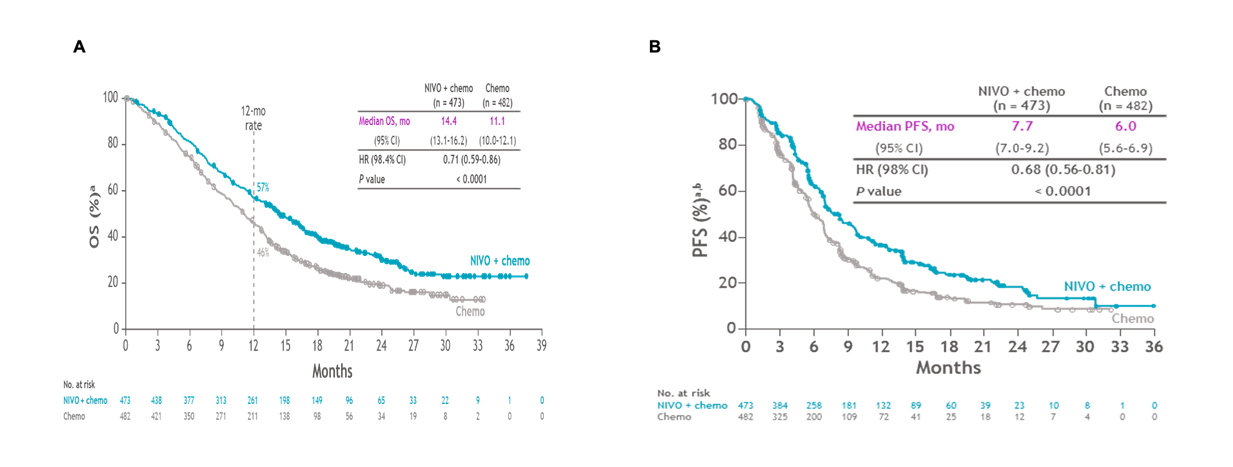 A
NIVO + chemo Chemo
(n = 473) (n = 482)
Median OS, mo 14.4 11.1
(95% CI) (13.1-16.2) (10.0-12.1)
HR (98.4% CI) 0.71 (0.59-0.86)
P value < 0.0001
12-mo
rate
57%
46%
NIVO + chemo
Chemo
OS (%)ᵃ
100
80
60
40
20
0
0 3 6 9 12 15 18 21 24 27 30 33 36 39
Months
No. at risk
NIVO + chemo 473 438 377 313 261 198 149 96 65 33 22 9 1 0
Chemo 482 421 350 271 211 138 98 56 34 19 8 2 0 0
B
NIVO + chemo Chemo
(n = 473) (n = 482)
Median PFS, mo 7.7 6.0
(95% CI) (7.0-9.2) (5.6-6.9)
HR (98% CI) 0.68 (0.56-0.81)
P value < 0.0001
NIVO + chemo
Chemo
PFS (%)ᵃ,ᵇ
100
80
60
40
20
0
0 3 6 9 12 15 18 21 24 27 30 33 36
Months
No. at risk
NIVO + chemo 473 384 258 181 132 89 60 39 23 10 8 1 0
Chemo 482 325 200 109 72 41 25 18 12 7 4 0 0